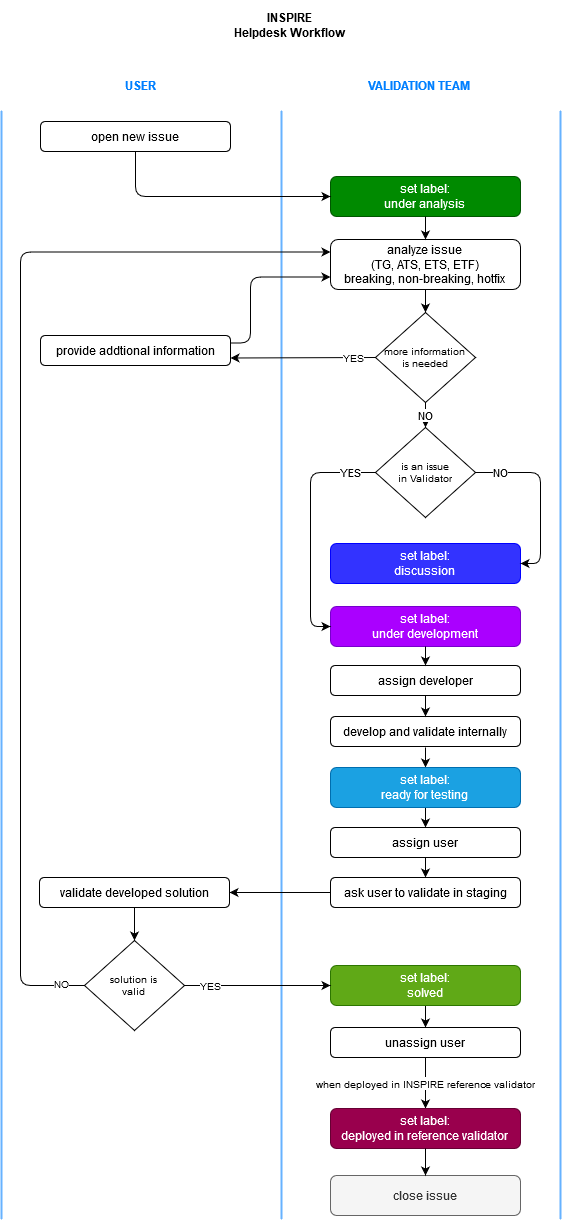 INSPIRE
Helpdesk Workflow
USER
VALIDATION TEAM
open new issue
set label:
under analysis
analyze issue
(TG, ATS, ETS, ETF)
breaking, non-breaking, hotfix
provide addtional information
YES
more information
is needed
NO
YES
is an issue
in Validator
NO
set label:
discussion
set label:
under development
assign developer
develop and validate internally
set label:
ready for testing
assign user
validate developed solution
ask user to validate in staging
NO
solution is
valid
YES
set label:
solved
unassign user
when deployed in INSPIRE reference validator
set label:
deployed in reference validator
close issue